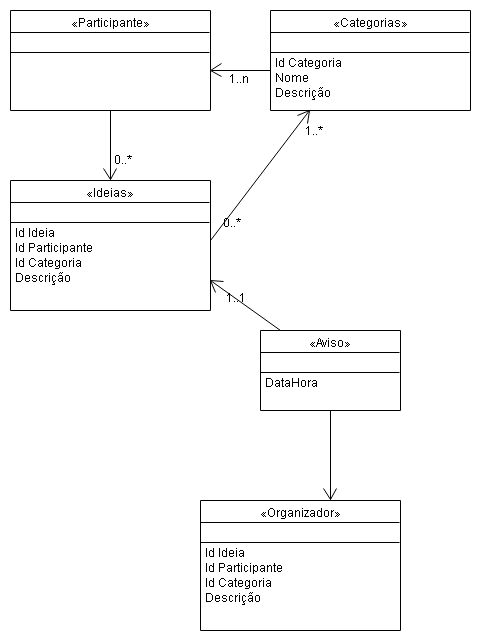 «Participante»
«Categorias»
Id Categoria
Nome
Descrição
1..n
1..*
0..*
«Ideias»
Id Ideia
Id Participante
Id Categoria
Descrição
0..*
1..1
«Aviso»
DataHora
«Organizador»
Id Ideia
Id Participante
Id Categoria
Descrição